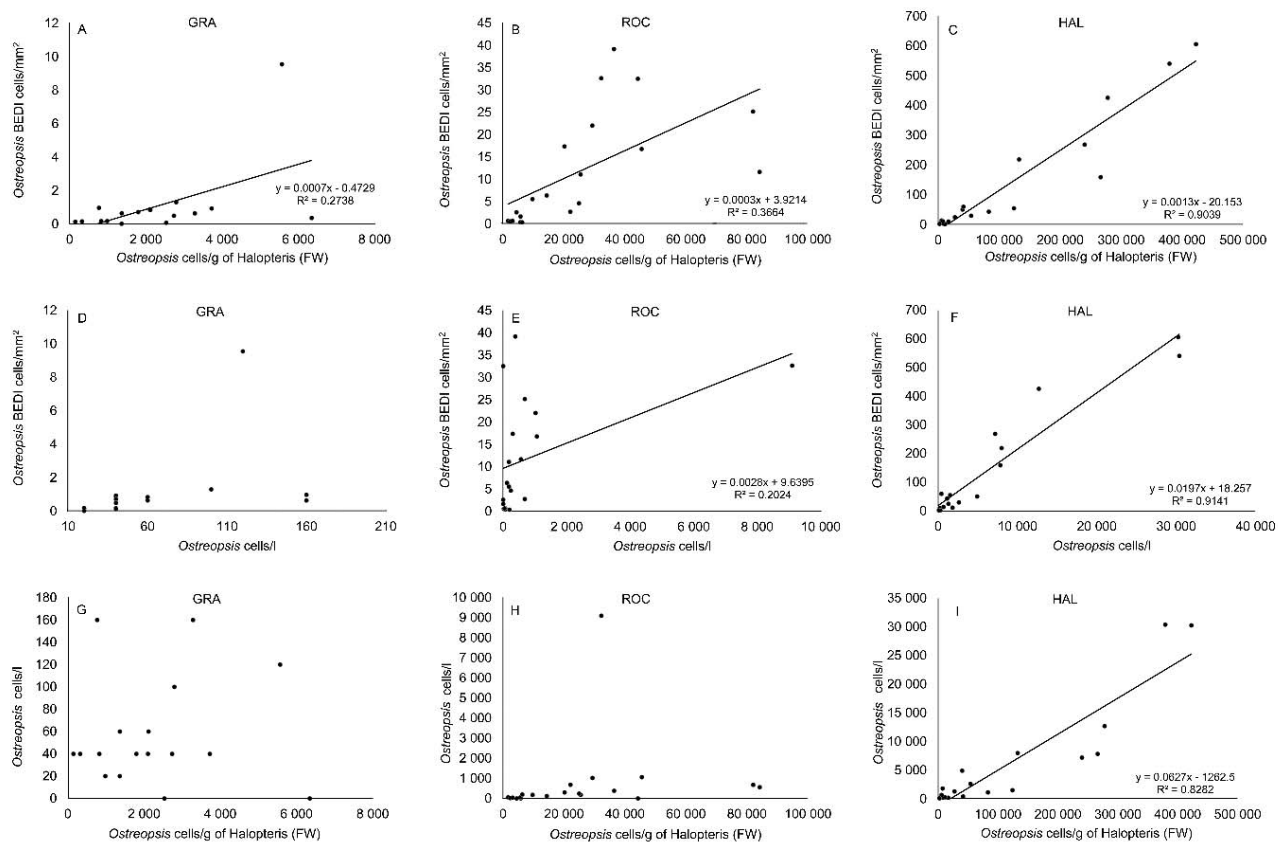 A
GRA
Ostreopsis BEDI cells/mm²
12
10
8
6
4
2
0
y = 0.0007x - 0.4729
R² = 0.2738
0 2 000 4 000 6 000 8 000
Ostreopsis cells/g of Halopteris (FW)
B
ROC
Ostreopsis BEDI cells/mm²
45
40
35
30
25
20
15
10
5
0
y = 0.0003x + 3.9214
R² = 0.3664
0 20 000 40 000 60 000 80 000 100 000
Ostreopsis cells/g of Halopteris (FW)
C
HAL
Ostreopsis BEDI cells/mm²
700
600
500
400
300
200
100
0
y = 0.0013x - 20.153
R² = 0.9039
0 100 000 200 000 300 000 400 000 500 000
Ostreopsis cells/g of Halopteris (FW)
D
GRA
Ostreopsis BEDI cells/mm²
12
10
8
6
4
2
0
10 60 110 160 210
Ostreopsis cells/l
E
ROC
Ostreopsis BEDI cells/mm²
45
40
35
30
25
20
15
10
5
0
y = 0.0028x + 9.6395
R² = 0.2024
0 2 000 4 000 6 000 8 000 10 000
Ostreopsis cells/l
F
HAL
Ostreopsis BEDI cells/mm²
700
600
500
400
300
200
100
0
y = 0.0197x + 18.257
R² = 0.9141
0 10 000 20 000 30 000 40 000
Ostreopsis cells/l
G
GRA
Ostreopsis cells/l
180
160
140
120
100
80
60
40
20
0
0 2 000 4 000 6 000 8 000
Ostreopsis cells/g of Halopteris (FW)
H
ROC
Ostreopsis cells/l
10 000
9 000
8 000
7 000
6 000
5 000
4 000
3 000
2 000
1 000
0
0 20 000 40 000 60 000 80 000 100 000
Ostreopsis cells/g of Halopteris (FW)
I
HAL
Ostreopsis cells/l
35 000
30 000
25 000
20 000
15 000
10 000
5 000
0
y = 0.0627x - 1262.5
R² = 0.8282
0 100 000 200 000 300 000 400 000 500 000
Ostreopsis cells/g of Halopteris (FW)